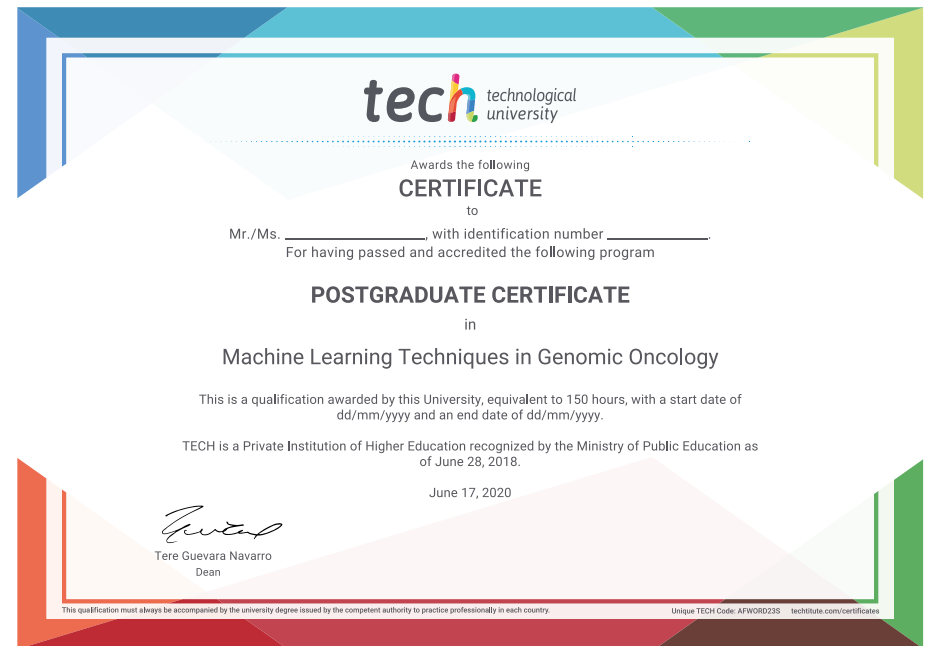 tech technological
university
Awards the following
CERTIFICATE
to
Mr./Ms. ____________, with identification number ____________.
For having passed and accredited the following program
POSTGRADUATE CERTIFICATE
in
Machine Learning Techniques in Genomic Oncology
This is a qualification awarded by this University, equivalent to 150 hours, with a start date of
dd/mm/yyyy and an end date of dd/mm/yyyy.
TECH is a Private Institution of Higher Education recognized by the Ministry of Public Education as
of June 28, 2018.
June 17, 2020
Tere Guevara Navarro
Dean
This qualification must always be accompanied by the university degree issued by the competent authority to practice professionally in each country.
Unique TECH Code: AFWORD23S techtitute.com/certificates